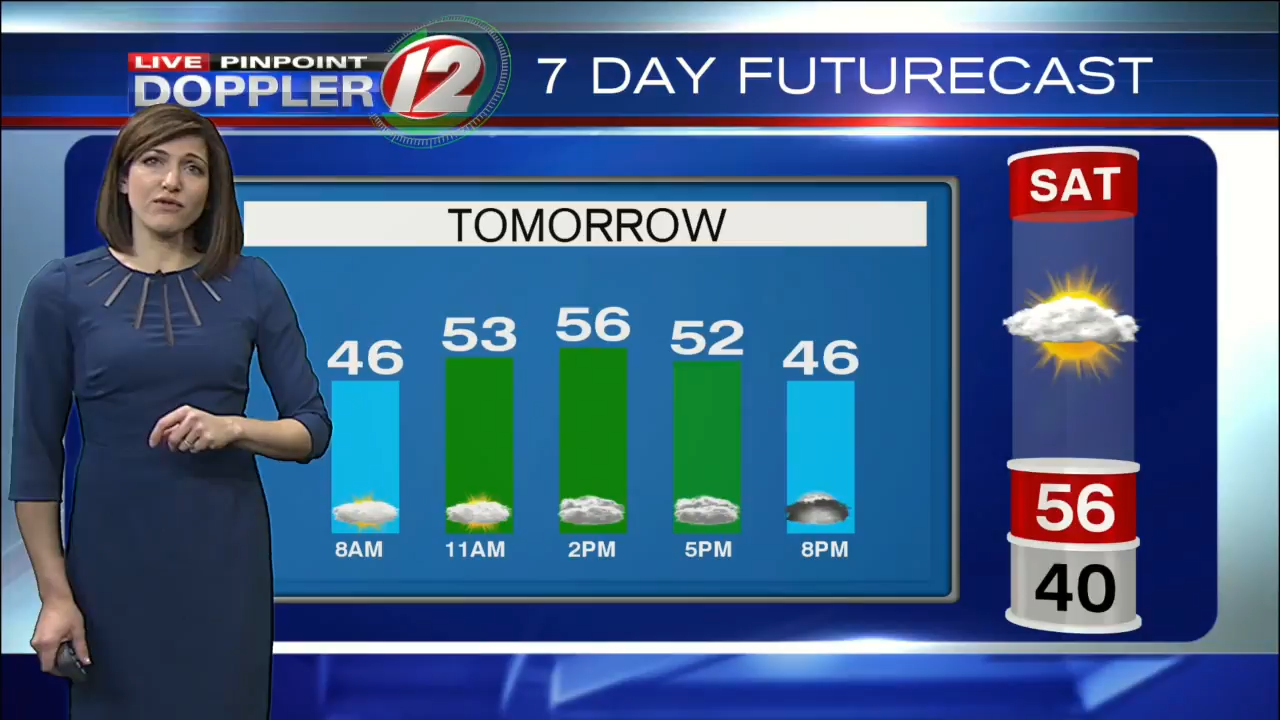 LIVE PINPOINT
DOPPLER 12
7 DAY FUTURECAST
TOMORROW
46 53 56 52 46
8AM 11AM 2PM 5PM 8PM
SAT
56
40